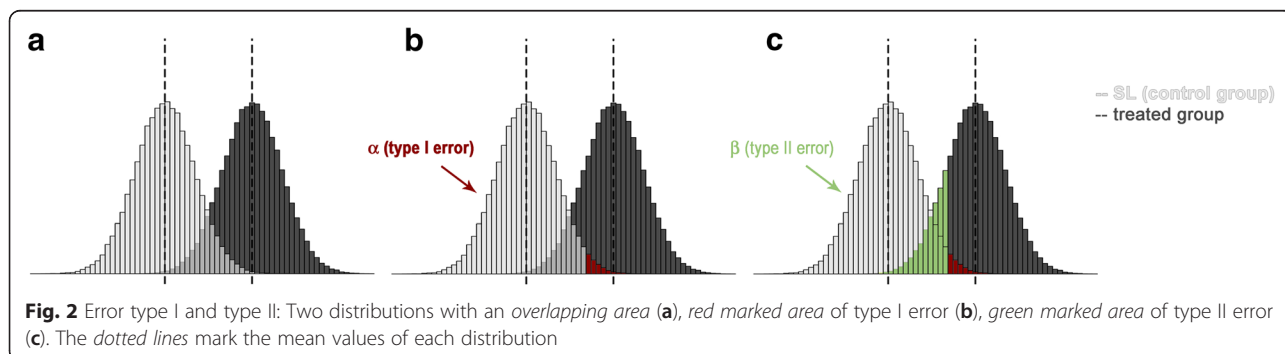 a
b
c
α (type I error)
β (type II error)
-- SL (control group)
-- treated group
Fig. 2 Error type I and type II: Two distributions with an overlapping area (a), red marked area of type I error (b), green marked area of type II error
(c). The dotted lines mark the mean values of each distribution